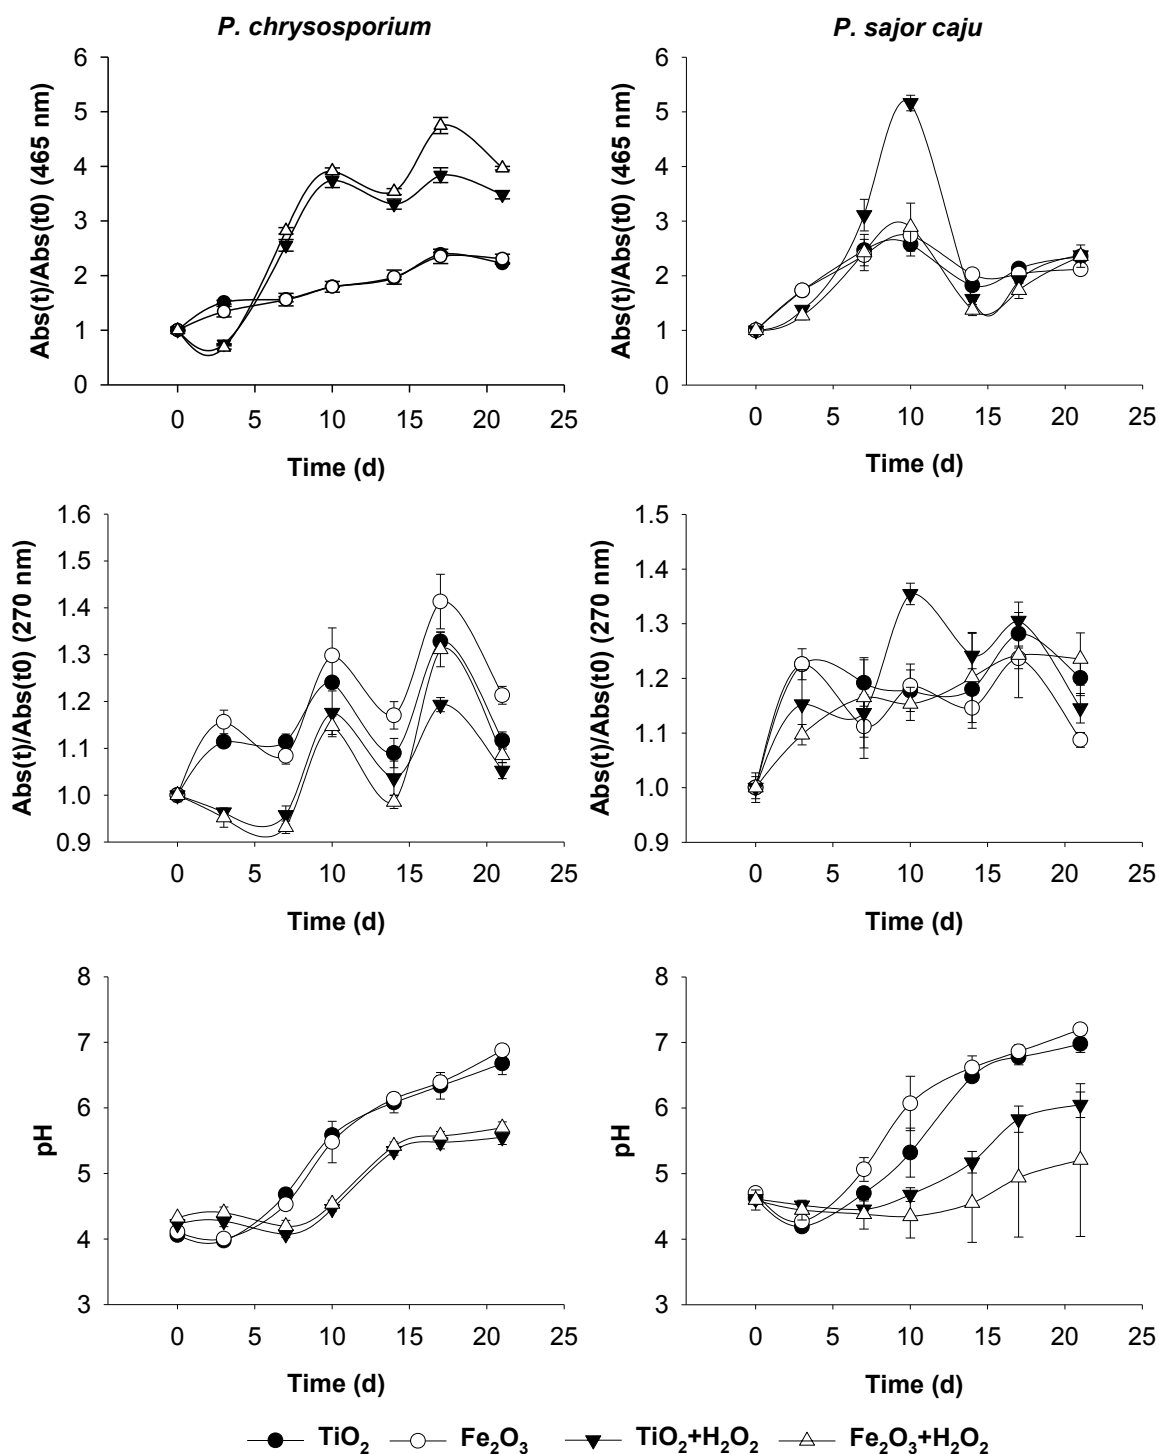 P. chrysosporium
P. sajor caju
Abs(t)/Abs(t0) (465 nm)
6
5
4
3
2
1
0
0 5 10 15 20 25
Time (d)
Abs(t)/Abs(t0) (465 nm)
6
5
4
3
2
1
0
0 5 10 15 20 25
Time (d)
Abs(t)/Abs(t0) (270 nm)
1.6
1.5
1.4
1.3
1.2
1.1
1.0
0.9
0 5 10 15 20 25
Time (d)
Abs(t)/Abs(t0) (270 nm)
1.5
1.4
1.3
1.2
1.1
1.0
0.9
0 5 10 15 20 25
Time (d)
pH
8
7
6
5
4
3
0 5 10 15 20 25
Time (d)
pH
8
7
6
5
4
3
0 5 10 15 20 25
Time (d)
TiO₂ Fe₂O₃ TiO₂+H₂O₂ Fe₂O₃+H₂O₂